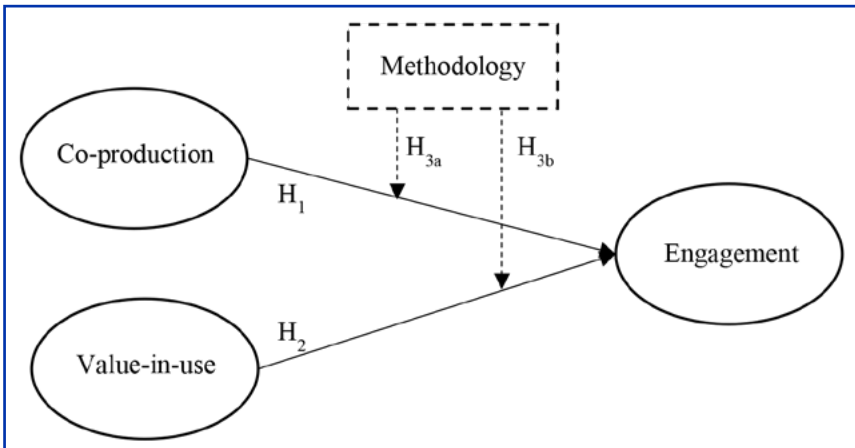 Methodology
Co-production
H3a
H3b
H1
Engagement
H2
Value-in-use